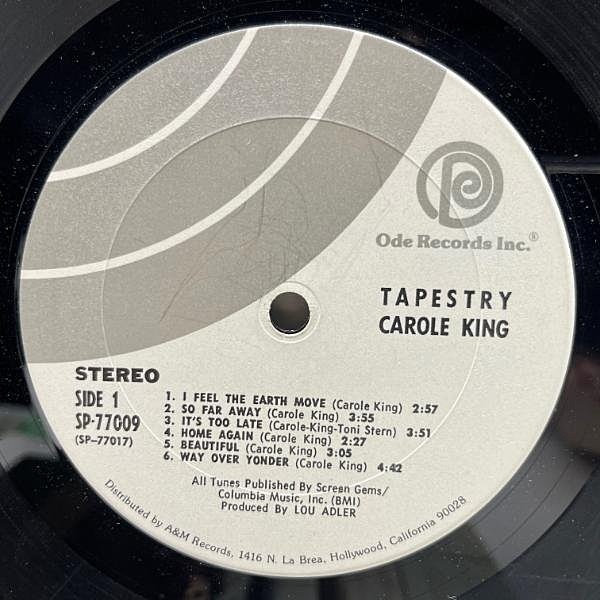 Ode Records Inc.®
TAPESTRY
CAROLE KING
STEREO
SIDE 1
SP-77009
(SP-77017)
1. I FEEL THE EARTH MOVE (Carole King) 2:57
2. SO FAR AWAY (Carole King) 3:55
3. IT'S TOO LATE (Carole-King-Toni Stern) 3:51
4. HOME AGAIN (Carole King) 2:27
5. BEAUTIFUL (Carole King) 3:05
6. WAY OVER YONDER (Carole King) 4:42
All Tunes Published By Screen Gems/
Columbia Music, Inc. (BMI)
Produced By LOU ADLER
Distributed by A&M Records, 1416 N. La Brea, Hollywood, California 90028